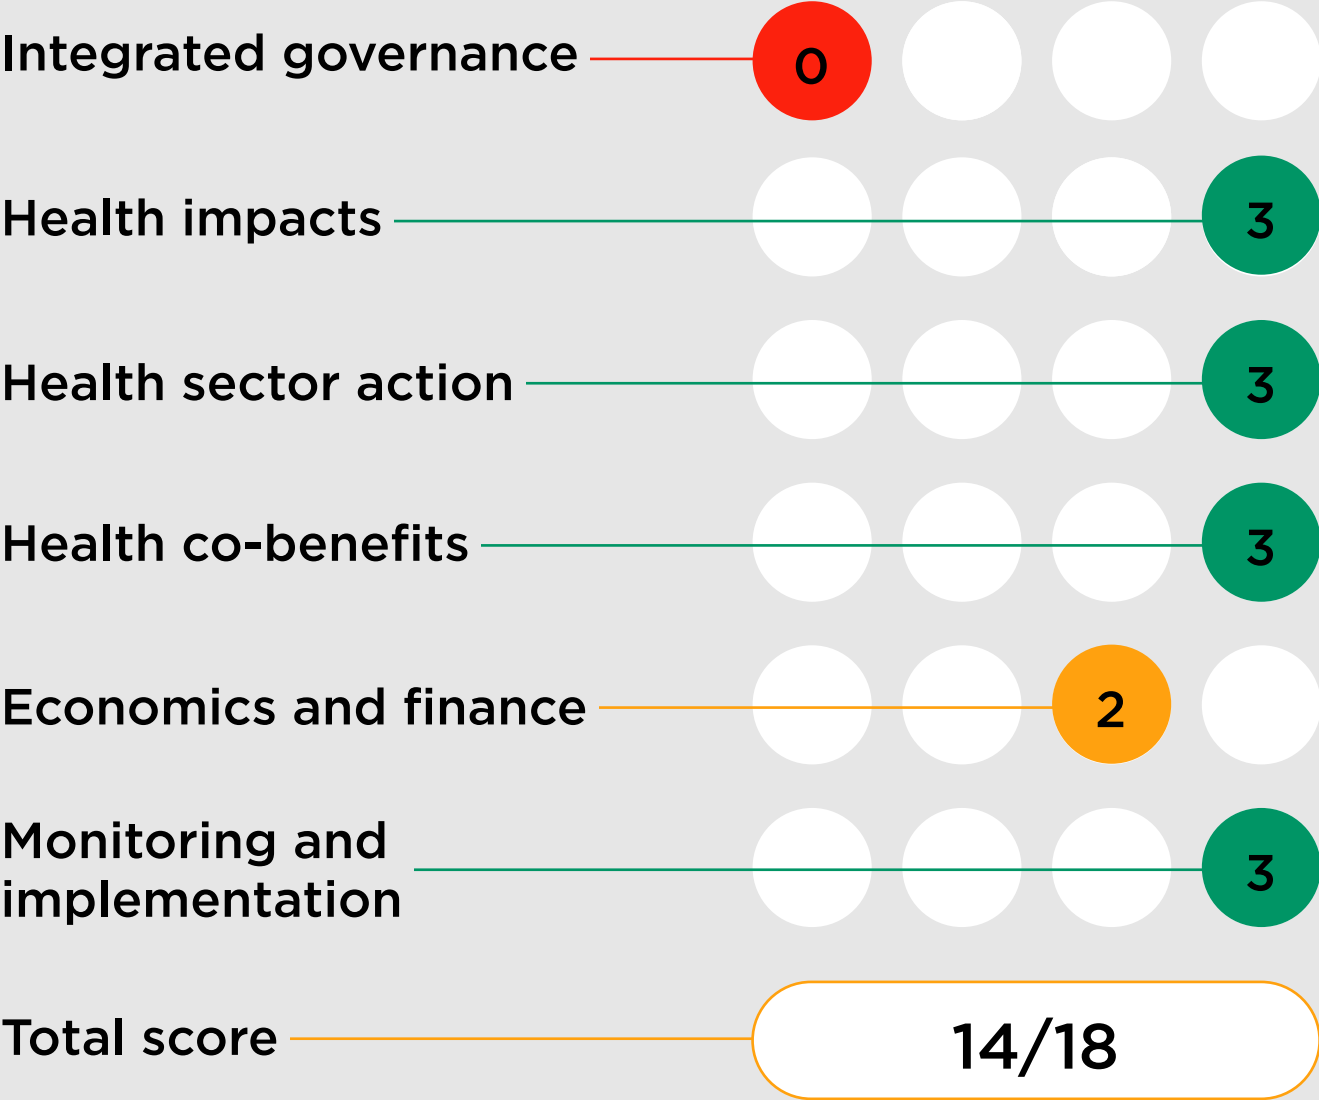 Integrated governance 0
Health impacts 3
Health sector action 3
Health co-benefits 3
Economics and finance 2
Monitoring and
implementation 3
Total score 14/18